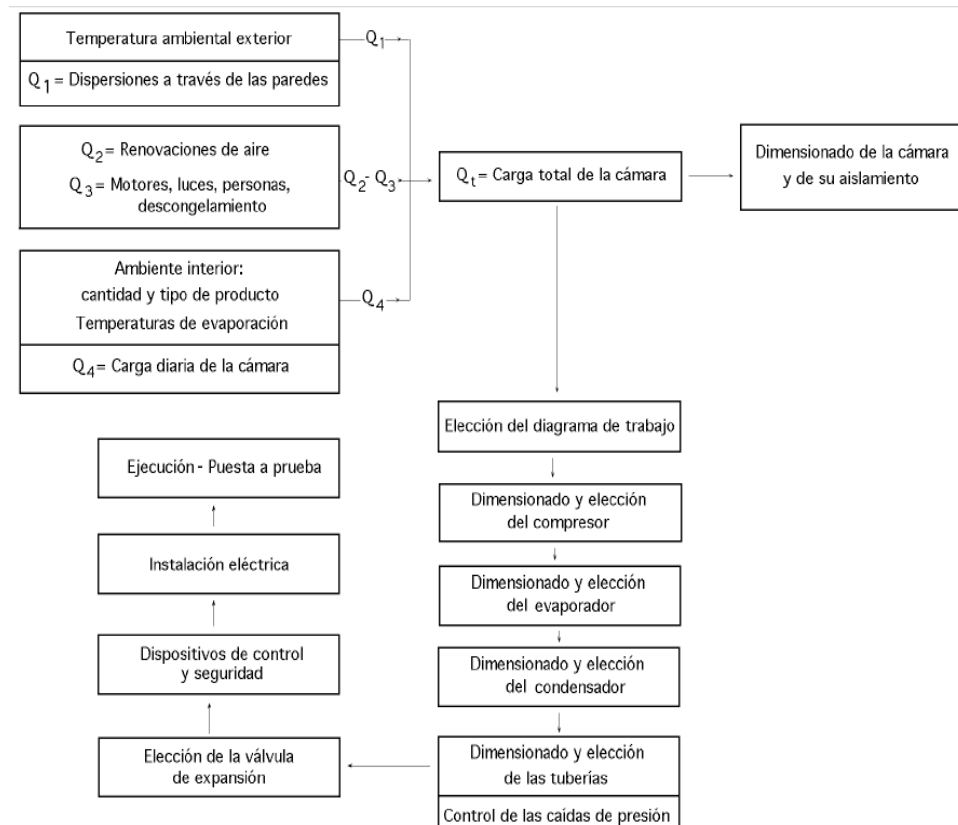 Temperatura ambiental exterior
Q1= Dispersiones a través de las paredes
Q1
Q2= Renovaciones de aire
Q3= Motores, luces, personas,
descongelamiento
Q2- Q3
Ambiente interior:
cantidad y tipo de producto
Temperaturas de evaporación
Q4= Carga diaria de la cámara
Q4
Qt= Carga total de la cámara
Dimensionado de la cámara
y de su aislamiento
Elección del diagrama de trabajo
Dimensionado y elección
del compresor
Dimensionado y elección
del evaporador
Dimensionado y elección
del condensador
Dimensionado y elección
de las tuberías
Control de las caídas de presión
Elección de la válvula
de expansión
Dispositivos de control
y seguridad
Instalación eléctrica
Ejecución - Puesta a prueba